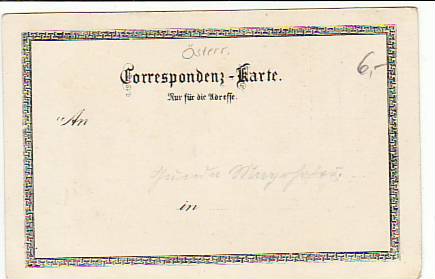 Österr.
6,-
Correspondenz-Karte.
Nur für die Adresse.
An
in